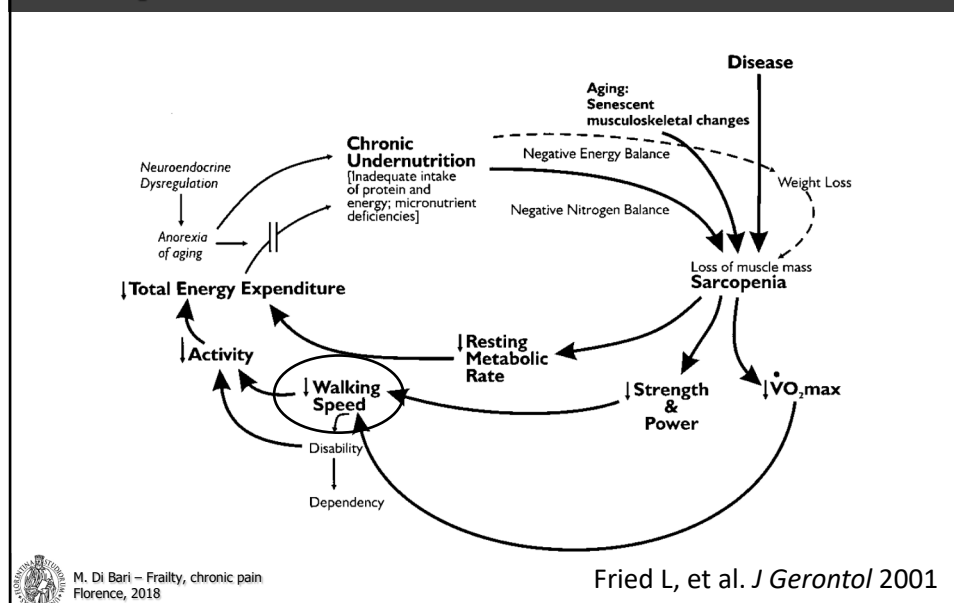 Disease
Aging:
Senescent
musculoskeletal changes
Chronic
Undernutrition
[Inadequate intake
of protein and
energy; micronutrient
deficiencies]
Negative Energy Balance
Negative Nitrogen Balance
Weight Loss
Neuroendocrine
Dysregulation
Anorexia
of aging
Loss of muscle mass
Sarcopenia
↓Total Energy Expenditure
↓Resting
Metabolic
Rate
↓Activity
↓Walking
Speed
↓Strength
&
Power
↓V̇O₂max
Disability
Dependency
M. Di Bari – Frailty, chronic pain
Florence, 2018
Fried L, et al. J Gerontol 2001